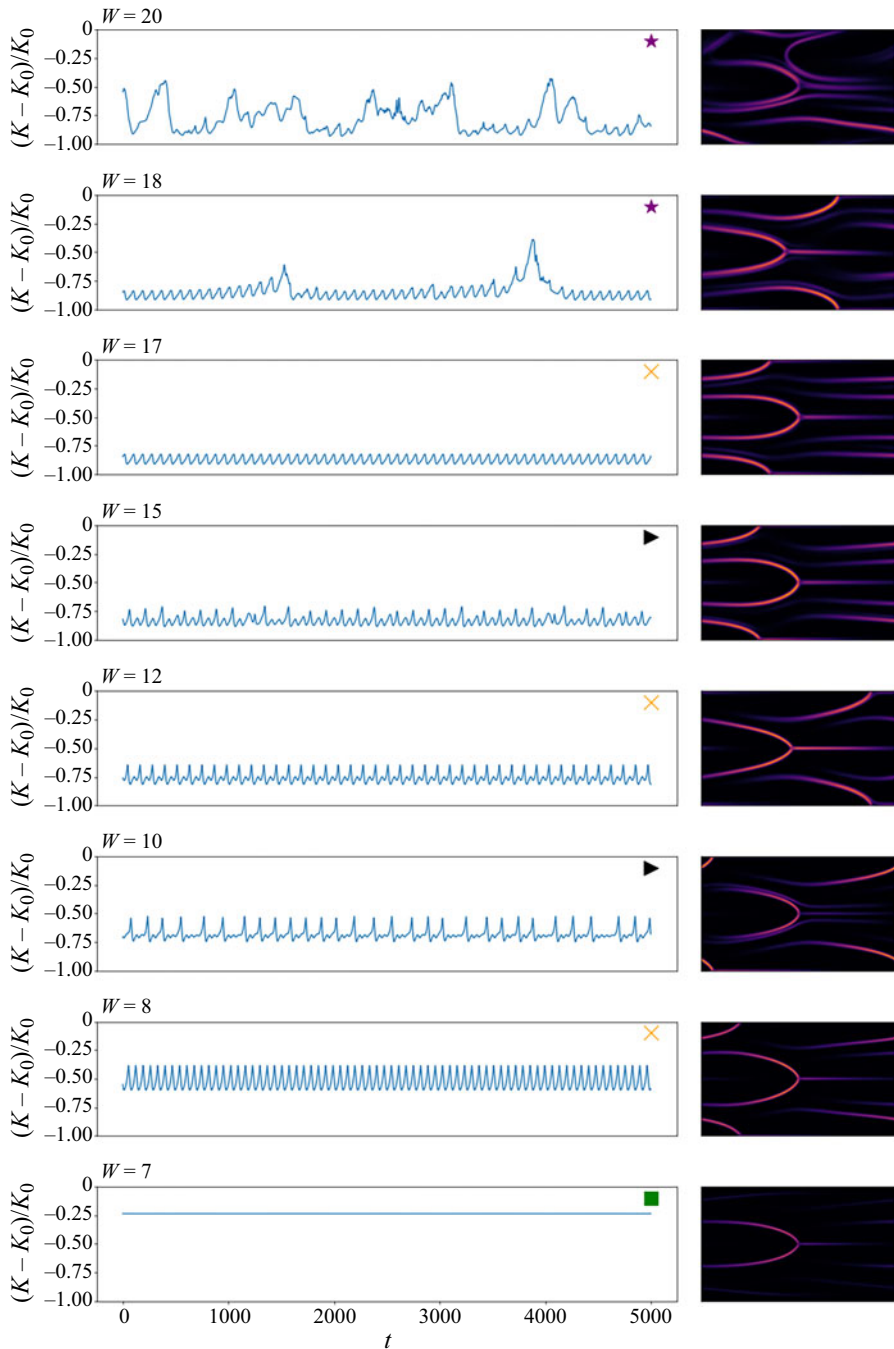 W = 20
0
–0.25
–0.50
–0.75
–1.00
(K – K0)/K0
W = 18
0
–0.25
–0.50
–0.75
–1.00
(K – K0)/K0
W = 17
0
–0.25
–0.50
–0.75
–1.00
(K – K0)/K0
W = 15
0
–0.25
–0.50
–0.75
–1.00
(K – K0)/K0
W = 12
0
–0.25
–0.50
–0.75
–1.00
(K – K0)/K0
W = 10
0
–0.25
–0.50
–0.75
–1.00
(K – K0)/K0
W = 8
0
–0.25
–0.50
–0.75
–1.00
(K – K0)/K0
W = 7
0
–0.25
–0.50
–0.75
–1.00
(K – K0)/K0
0 1000 2000 3000 4000 5000
t